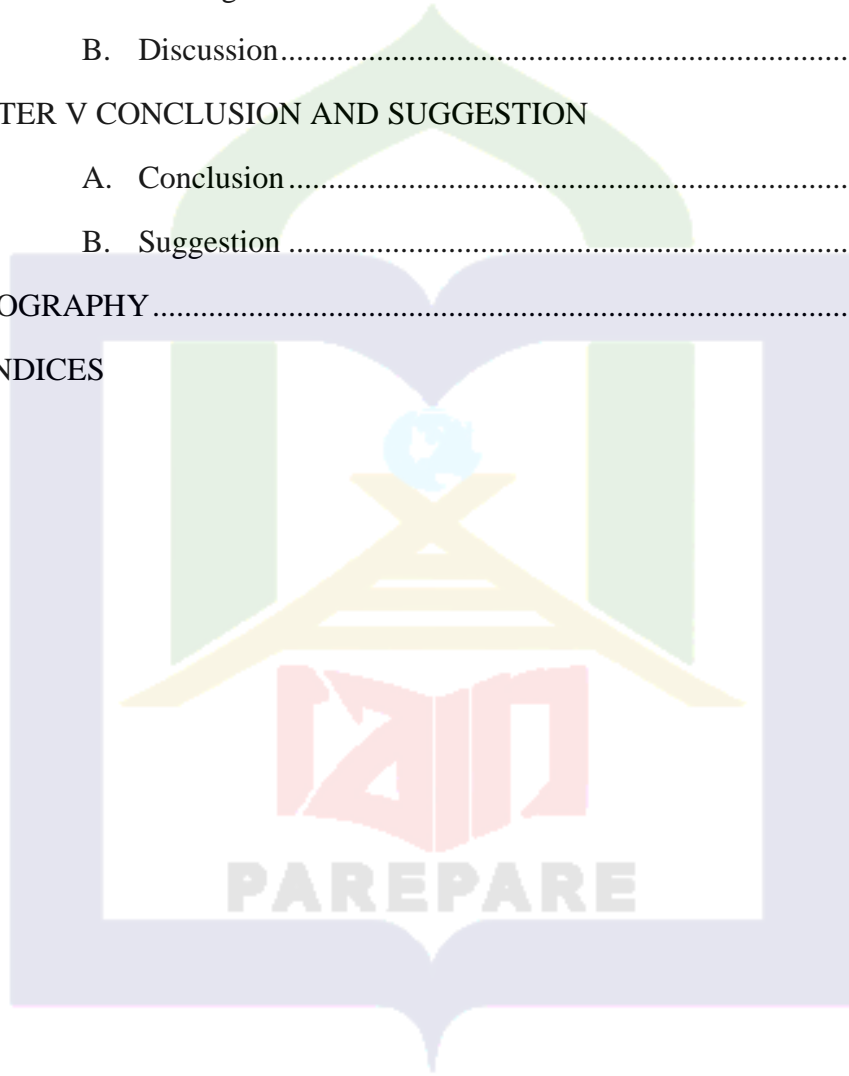 B. Discussion................................................................................
TER V CONCLUSION AND SUGGESTION
A. Conclusion...............................................................................
B. Suggestion...............................................................................
OGRAPHY.......................................................................................
NDICES
PAREPARE